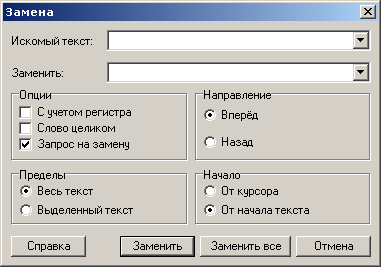 Замена
Искомый текст:
Заменить:
Опции
С учетом регистра
Слово целиком
Запрос на замену
Направление
Вперёд
Назад
Пределы
Весь текст
Выделенный текст
Начало
От курсора
От начала текста
Справка Заменить Заменить все Отмена